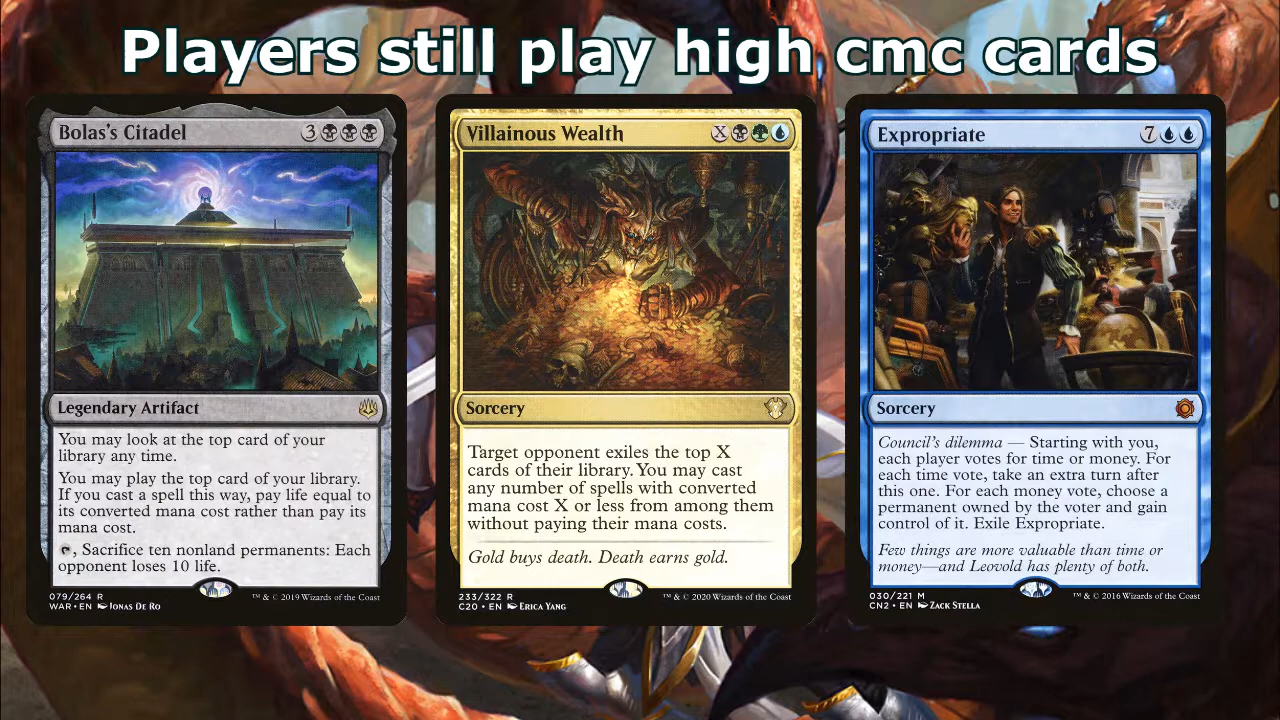 Players still play high cmc cards
Bolas's Citadel
3
You may look at the top card of your
library any time.
You may play the top card of your library.
If you cast a spell this way, pay life equal to
its converted mana cost rather than pay its
mana cost.
, Sacrifice ten nonland permanents: Each
opponent loses 10 life.
Legendary Artifact
079/264 R
WAR • EN Jonas De Ro
™ & © 2019 Wizards of the Coast
Villainous Wealth
X
Sorcery
Target opponent exiles the top X
cards of their library. You may cast
any number of spells with converted
mana cost X or less from among them
without paying their mana costs.
Gold buys death. Death earns gold.
233/322 R
C20 • EN Erica Yang
™ & © 2020 Wizards of the Coast
Expropriate
7
Sorcery
Council's dilemma — Starting with you,
each player votes for time or money. For
each time vote, take an extra turn after
this one. For each money vote, choose a
permanent owned by the voter and gain
control of it. Exile Expropriate.
Few things are more valuable than time or
money—and Leovold has plenty of both.
030/221 M
CN2 • EN Zack Stella
™ & © 2016 Wizards of the Coast